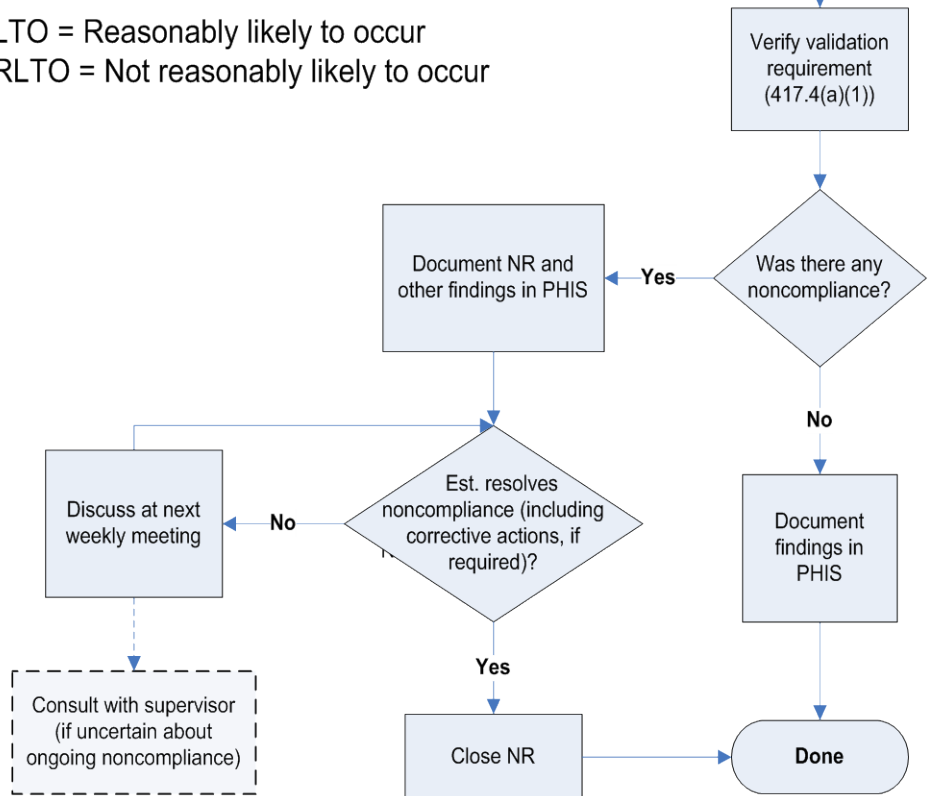 LTO = Reasonably likely to occur
RLTO = Not reasonably likely to occur
Verify validation
requirement
(417.4(a)(1))
Was there any
noncompliance?
Yes
Document NR and
other findings in PHIS
No
Document
findings in
PHIS
Est. resolves
noncompliance (including
corrective actions, if
required)?
No
Discuss at next
weekly meeting
Consult with supervisor
(if uncertain about
ongoing noncompliance)
Yes
Close NR
Done